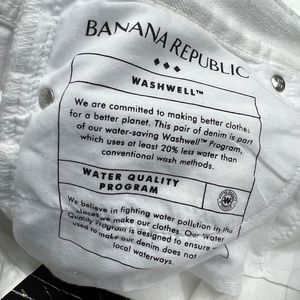 BANANA REPUBLIC
WASHWELL™
We are committed to making better clothes
for a better planet. This pair of denim is part
of our water-saving Washwell™ Program,
which uses at least 20% less water than
conventional wash methods.
WATER QUALITY
PROGRAM
W
We believe in fighting water pollution in the
places we make our clothes. Our Water
Quality Program is designed to ensure
used to make our denim does not
local waterways.